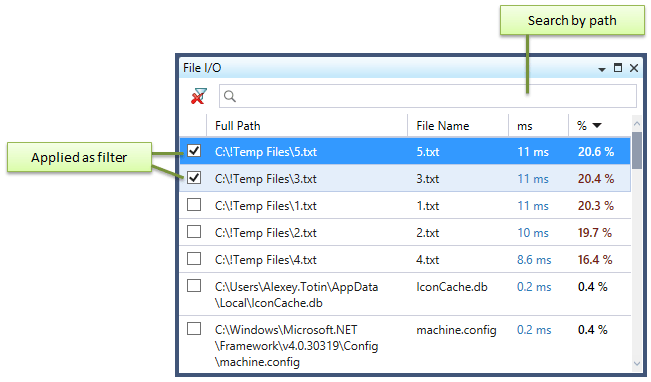 Search by path
File I/O
Full Path File Name ms %
Applied as filter
C:\!Temp Files\5.txt 5.txt 11 ms 20.6 %
C:\!Temp Files\3.txt 3.txt 11 ms 20.4 %
C:\!Temp Files\1.txt 1.txt 11 ms 20.3 %
C:\!Temp Files\2.txt 2.txt 10 ms 19.7 %
C:\!Temp Files\4.txt 4.txt 8.6 ms 16.4 %
C:\Users\Alexey.Totin\AppData IconCache.db 0.2 ms 0.4 %
\Local\IconCache.db
C:\Windows\Microsoft.NET machine.config 0.2 ms 0.4 %
\Framework\v4.0.30319\Config
\machine.config